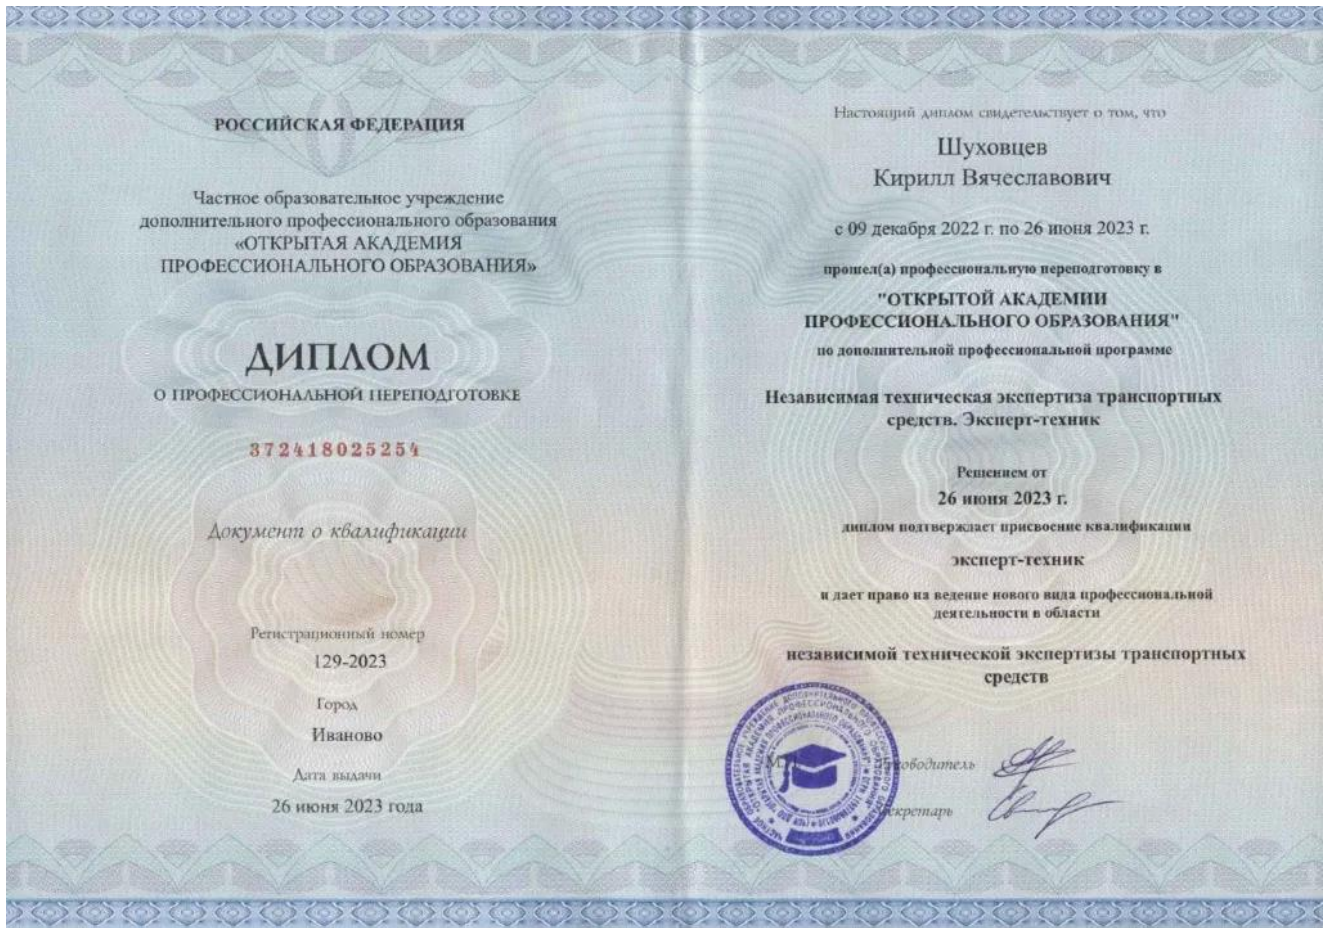 РОССИЙСКАЯ ФЕДЕРАЦИЯ
Частное образовательное учреждение
дополнительного профессионального образования
«ОТКРЫТАЯ АКАДЕМИЯ
ПРОФЕССИОНАЛЬНОГО ОБРАЗОВАНИЯ»
ДИПЛОМ
О ПРОФЕССИОНАЛЬНОЙ ПЕРЕПОДГОТОВКЕ
372418025254
Документ о квалификации
Регистрационный номер
129-2023
Город
Иваново
Дата выдачи
26 июня 2023 года
Настоящий диплом свидетельствует о том, что
Шуховцев
Кирилл Вячеславович
с 09 декабря 2022 г. по 26 июня 2023 г.
прошел(а) профессиональную переподготовку в
"ОТКРЫТОЙ АКАДЕМИИ
ПРОФЕССИОНАЛЬНОГО ОБРАЗОВАНИЯ"
по дополнительной профессиональной программе
Независимая техническая экспертиза транспортных
средств. Эксперт-техник
Решением от
26 июня 2023 г.
диплом подтверждает присвоение квалификации
эксперт-техник
и дает право на ведение нового вида профессиональной
деятельности в области
независимой технической экспертизы транспортных
средств
Руководитель
Секретарь